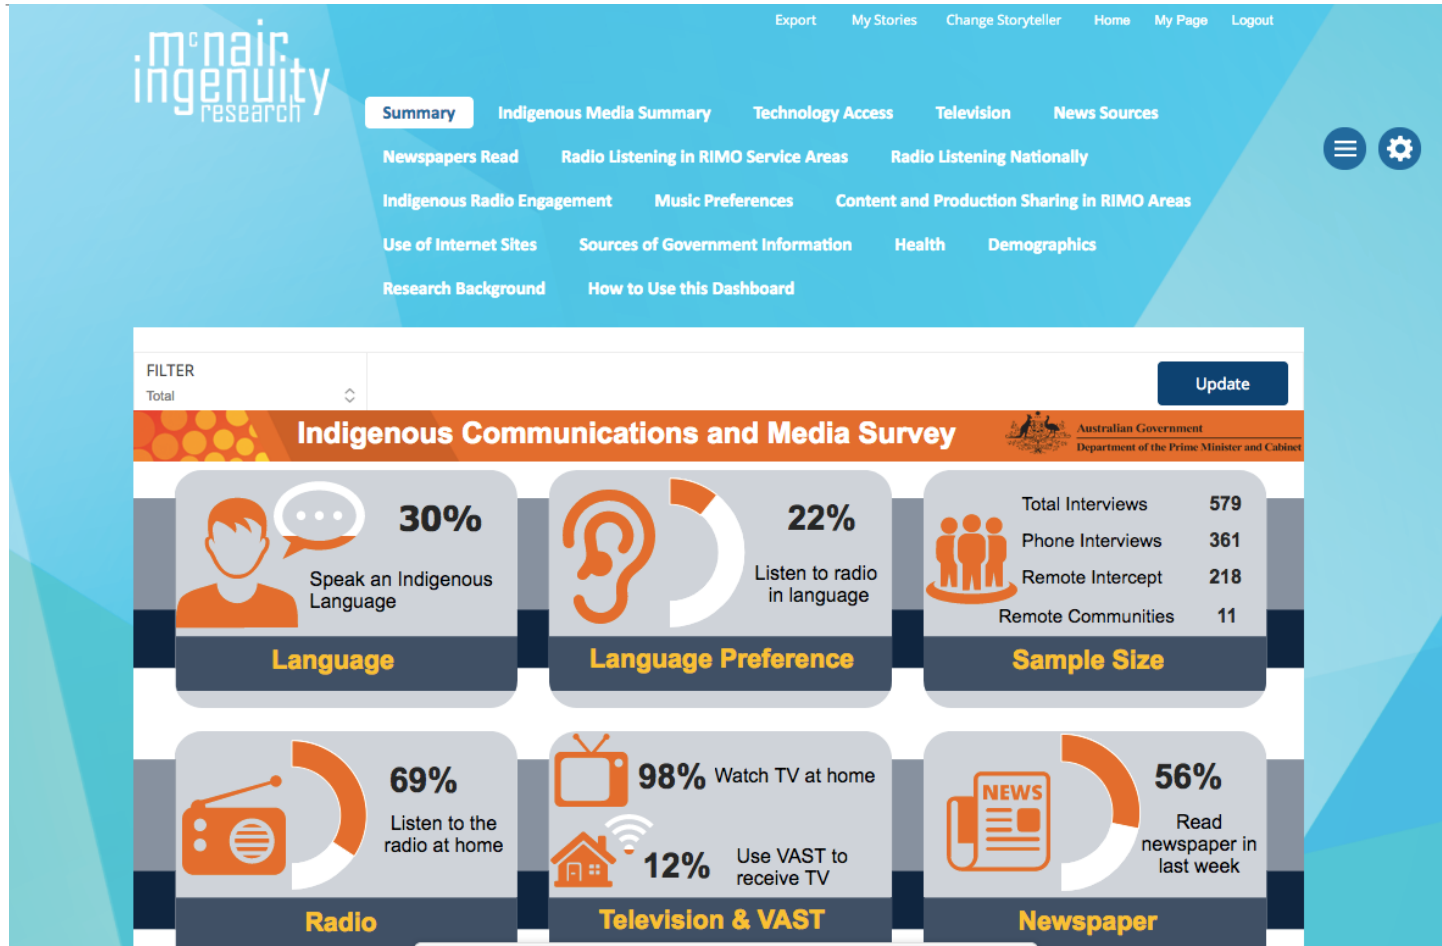 Export My Stories Change Storyteller Home My Page Logout
mcnair
ingenuity
research
Summary Indigenous Media Summary Technology Access Television News Sources
Newspapers Read Radio Listening in RIMO Service Areas Radio Listening Nationally
Indigenous Radio Engagement Music Preferences Content and Production Sharing in RIMO Areas
Use of Internet Sites Sources of Government Information Health Demographics
Research Background How to Use this Dashboard
FILTER
Total
Update
Indigenous Communications and Media Survey
Australian Government
Department of the Prime Minister and Cabinet
30%
Speak an Indigenous
Language
Language
22%
Listen to radio
in language
Language Preference
Total Interviews 579
Phone Interviews 361
Remote Intercept 218
Remote Communities 11
Sample Size
69%
Listen to the
radio at home
Radio
98% Watch TV at home
12% Use VAST to
receive TV
Television & VAST
NEWS
56%
Read
newspaper in
last week
Newspaper